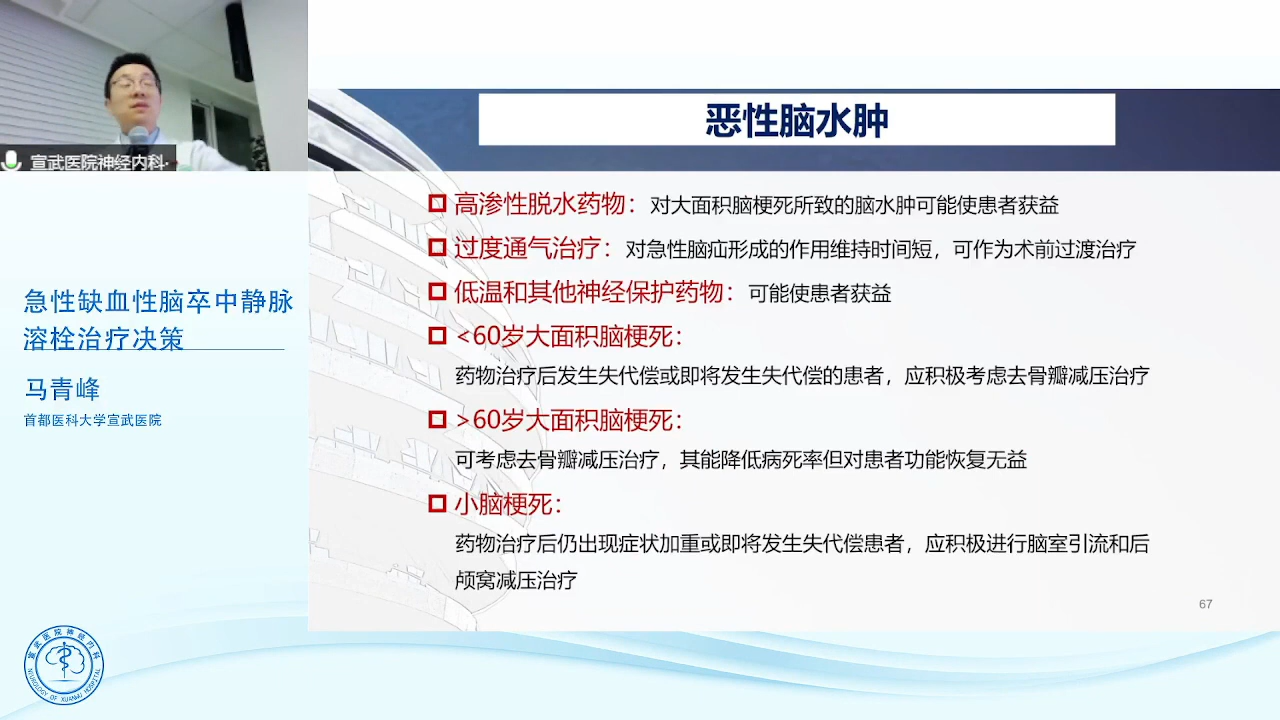 宣武医院神经内科
急性缺血性脑卒中静脉
溶栓治疗决策
马青峰
首都医科大学宣武医院
宣武医院神经内科
NEUROLOGY OF XUANWU HOSPITAL
恶性脑水肿
高渗性脱水药物：对大面积脑梗死所致的脑水肿可能使患者获益
过度通气治疗：对急性脑疝形成的作用维持时间短，可作为术前过渡治疗
低温和其他神经保护药物：可能使患者获益
<60岁大面积脑梗死：
药物治疗后发生失代偿或即将发生失代偿的患者，应积极考虑去骨瓣减压治疗
>60岁大面积脑梗死：
可考虑去骨瓣减压治疗，其能降低病死率但对患者功能恢复无益
小脑梗死：
药物治疗后仍出现症状加重或即将发生失代偿患者，应积极进行脑室引流和后
颅窝减压治疗
67